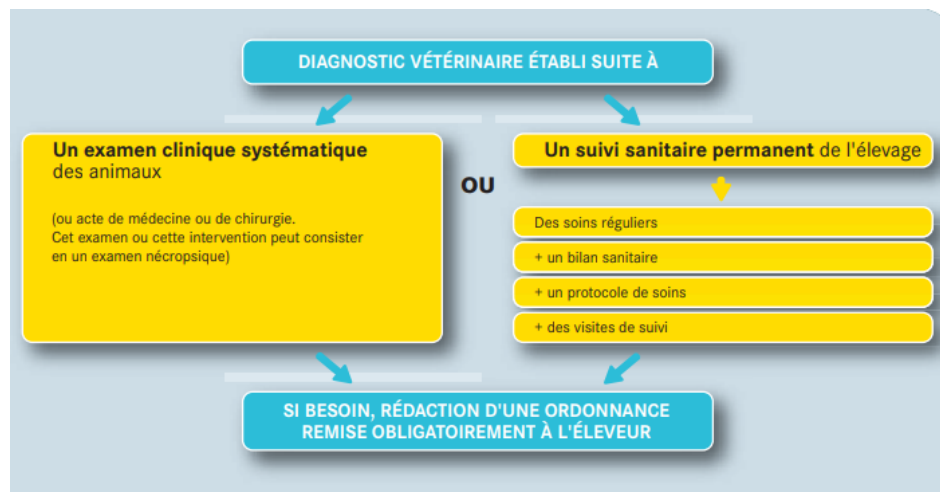 DIAGNOSTIC VÉTÉRINAIRE ÉTABLI SUITE À
Un examen clinique systématique
des animaux
(ou acte de médecine ou de chirurgie.
Cet examen ou cette intervention peut consister
en un examen nécropsique)
OU
Un suivi sanitaire permanent de l'élevage
Des soins réguliers
+ un bilan sanitaire
+ un protocole de soins
+ des visites de suivi
SI BESOIN, RÉDACTION D'UNE ORDONNANCE
REMISE OBLIGATOIREMENT À L'ÉLEVEUR